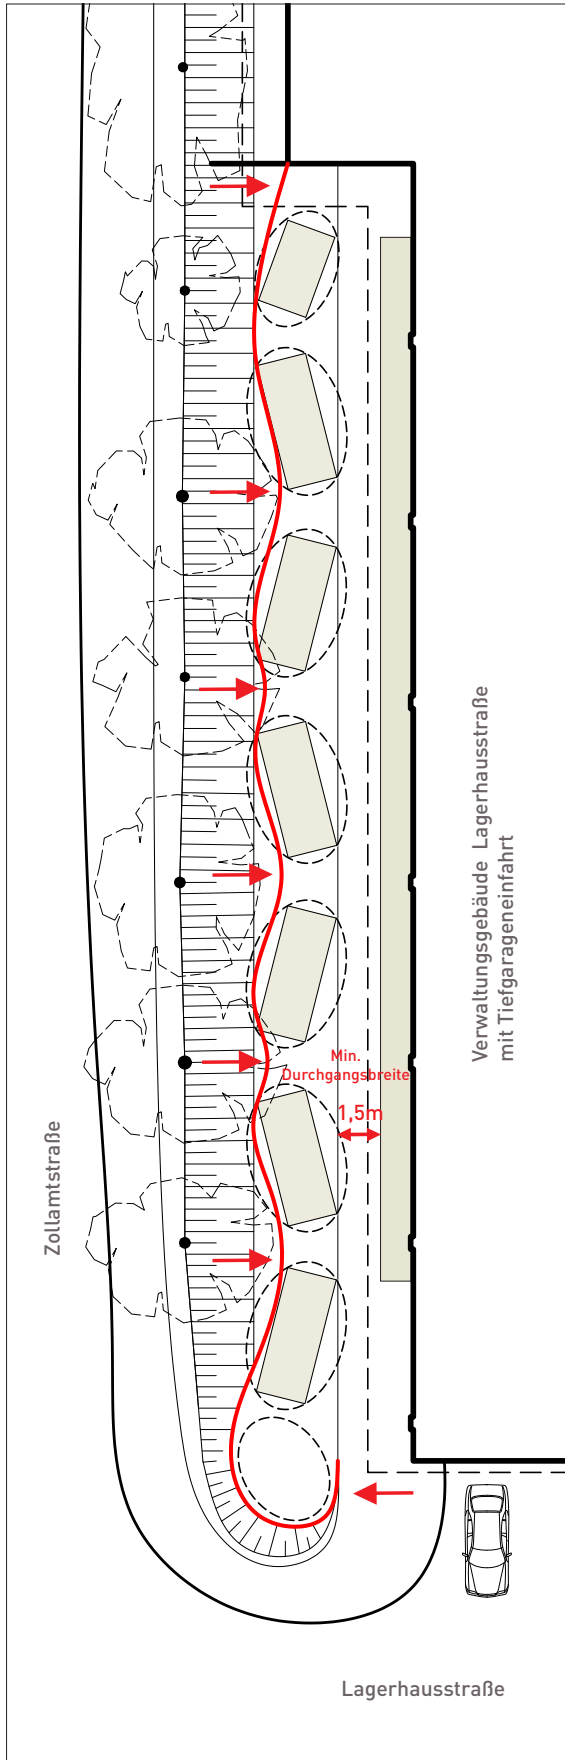 Verwaltungsgebäude Lagerhausstraße
mit Tiefgarageneinfahrt
Min.
Durchgangsbreite
1,5m
Zollamtstraße
Lagerhausstraße